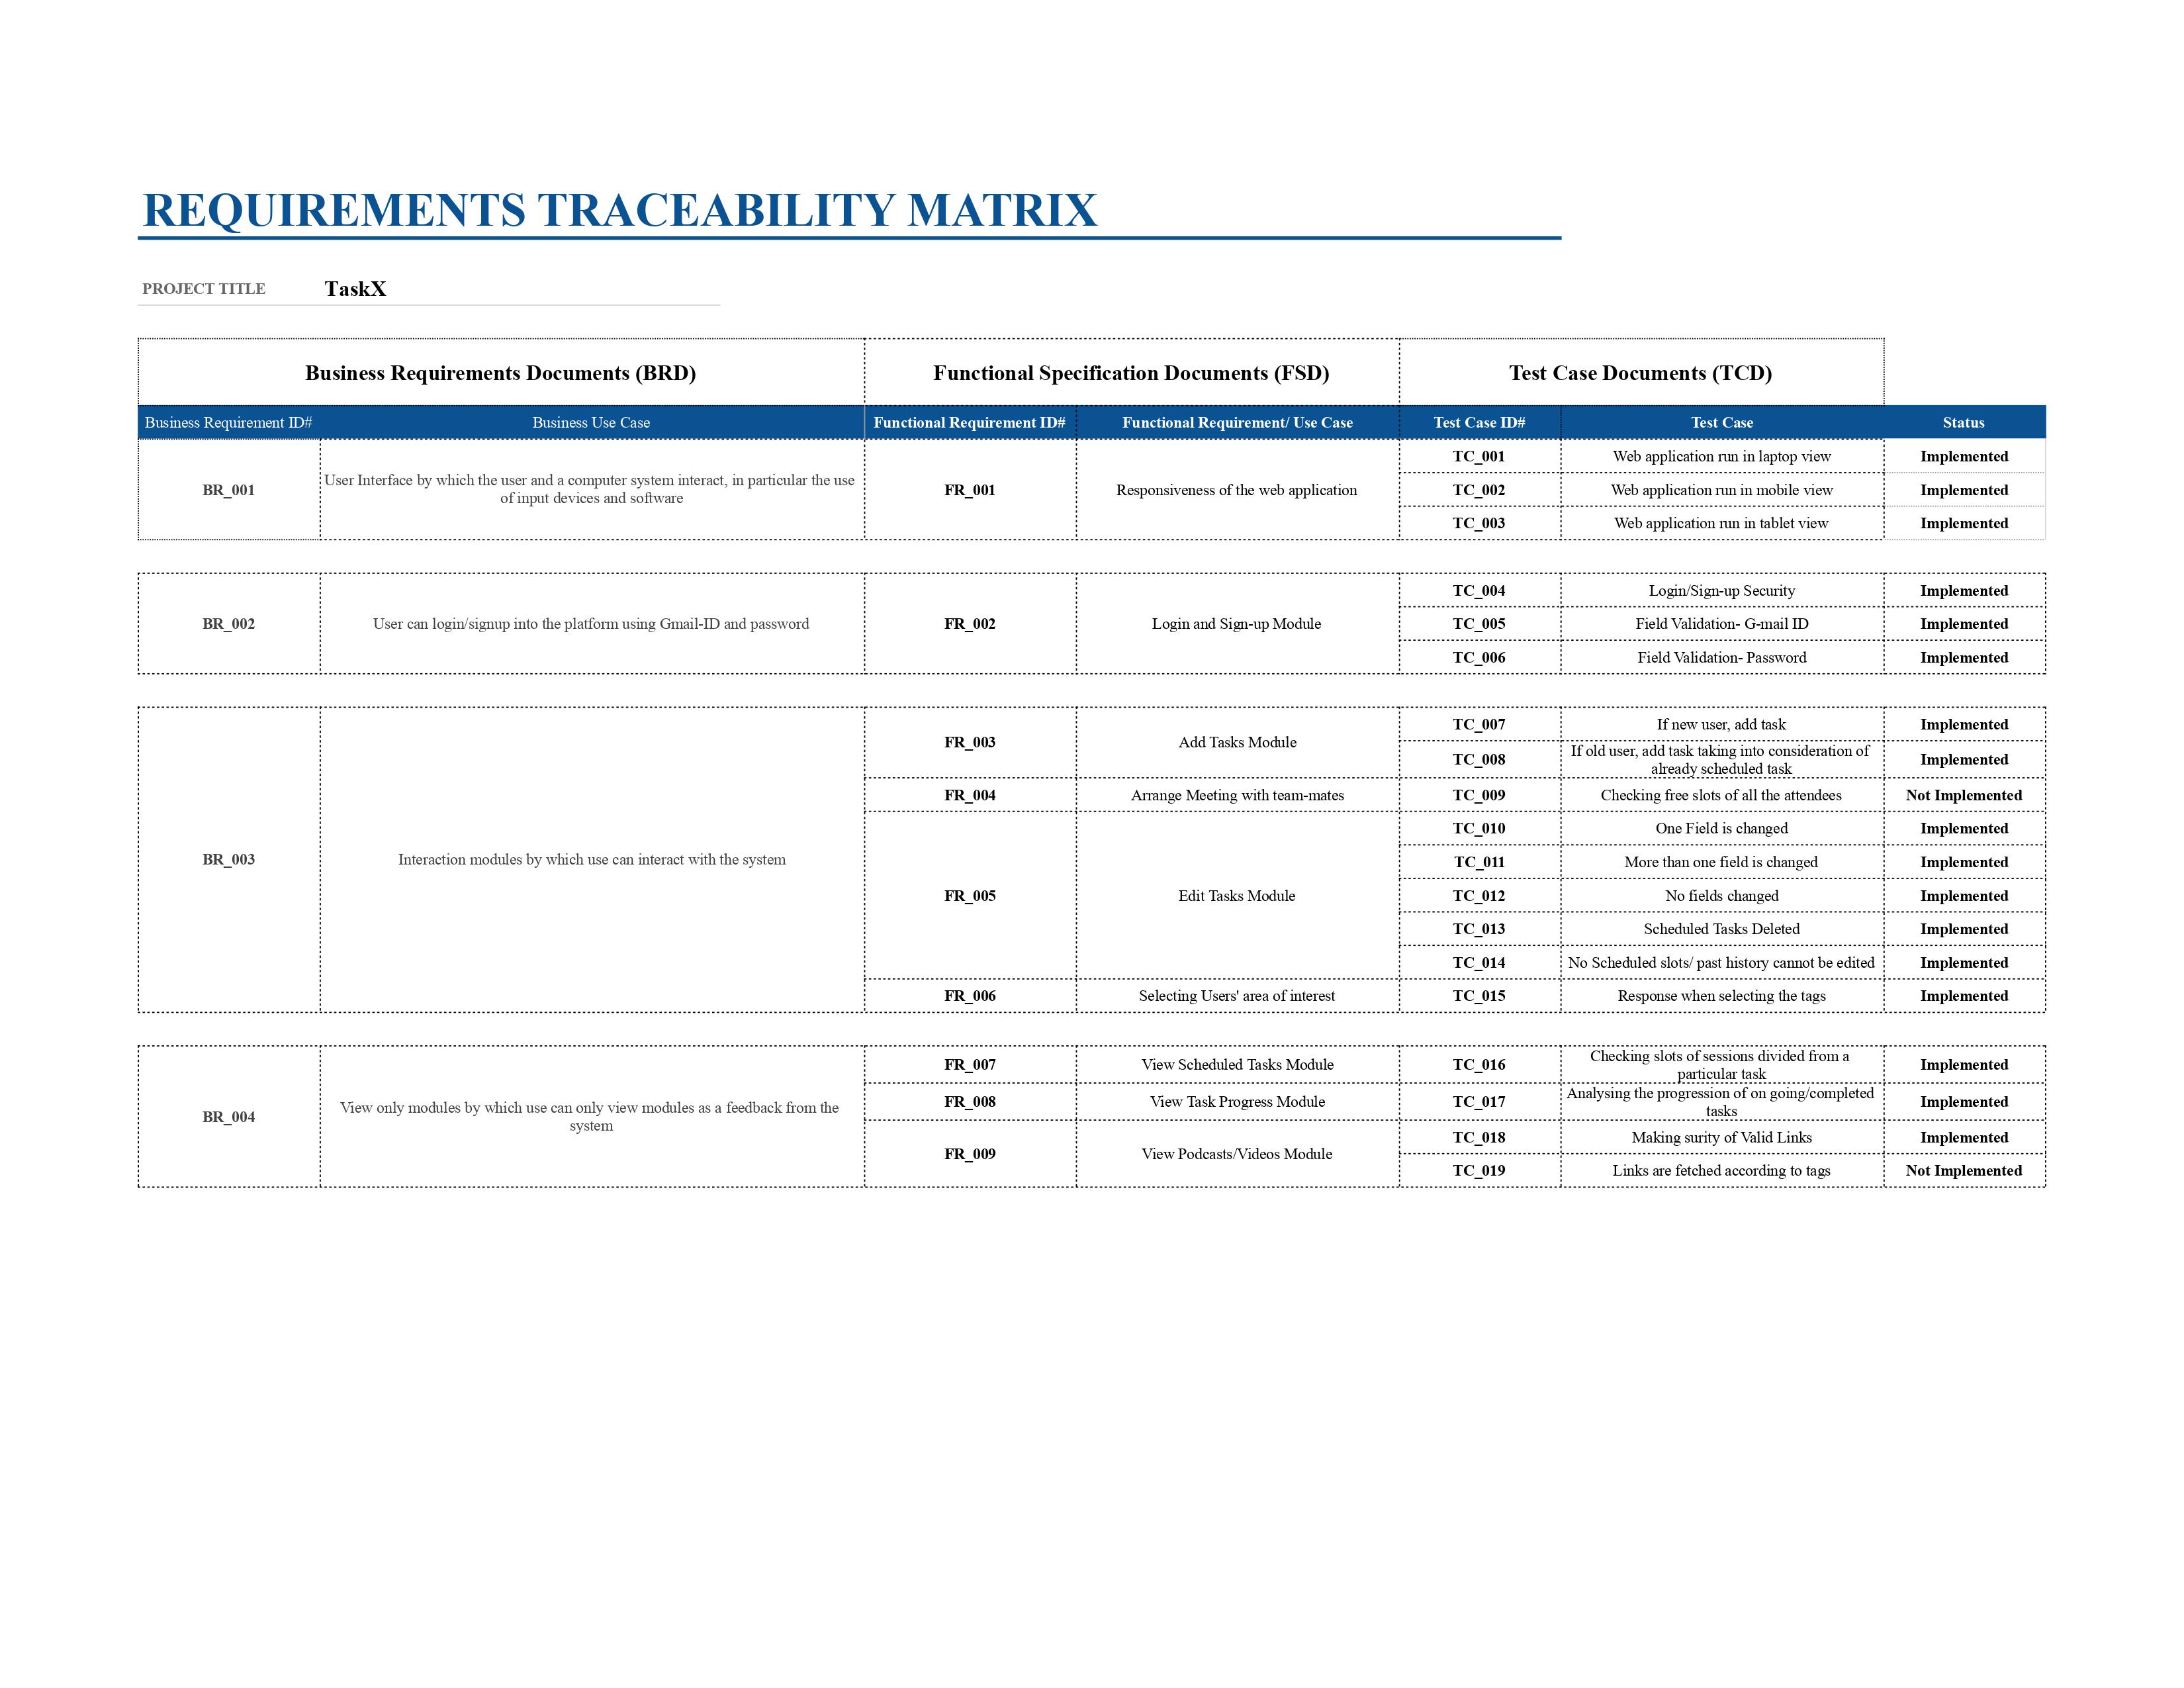 REQUIREMENTS TRACEABILITY MATRIX
PROJECT TITLE TaskX
Business Requirements Documents (BRD) Functional Specification Documents (FSD) Test Case Documents (TCD)
Business Requirement ID# Business Use Case Functional Requirement ID# Functional Requirement/ Use Case Test Case ID# Test Case Status
BR_001 User Interface by which the user and a computer system interact, in particular the use
of input devices and software FR_001 Responsiveness of the web application TC_001 Web application run in laptop view Implemented
TC_002 Web application run in mobile view Implemented
TC_003 Web application run in tablet view Implemented
BR_002 User can login/signup into the platform using Gmail-ID and password FR_002 Login and Sign-up Module TC_004 Login/Sign-up Security Implemented
TC_005 Field Validation- G-mail ID Implemented
TC_006 Field Validation- Password Implemented
BR_003 Interaction modules by which use can interact with the system FR_003 Add Tasks Module TC_007 If new user, add task Implemented
TC_008 If old user, add task taking into consideration of
already scheduled task Implemented
FR_004 Arrange Meeting with team-mates TC_009 Checking free slots of all the attendees Not Implemented
FR_005 Edit Tasks Module TC_010 One Field is changed Implemented
TC_011 More than one field is changed Implemented
TC_012 No fields changed Implemented
TC_013 Scheduled Tasks Deleted Implemented
TC_014 No Scheduled slots/ past history cannot be edited Implemented
FR_006 Selecting Users' area of interest TC_015 Response when selecting the tags Implemented
BR_004 View only modules by which use can only view modules as a feedback from the
system FR_007 View Scheduled Tasks Module TC_016 Checking slots of sessions divided from a
particular task Implemented
FR_008 View Task Progress Module TC_017 Analysing the progression of on going/completed
tasks Implemented
FR_009 View Podcasts/Videos Module TC_018 Making surity of Valid Links Implemented
TC_019 Links are fetched according to tags Not Implemented